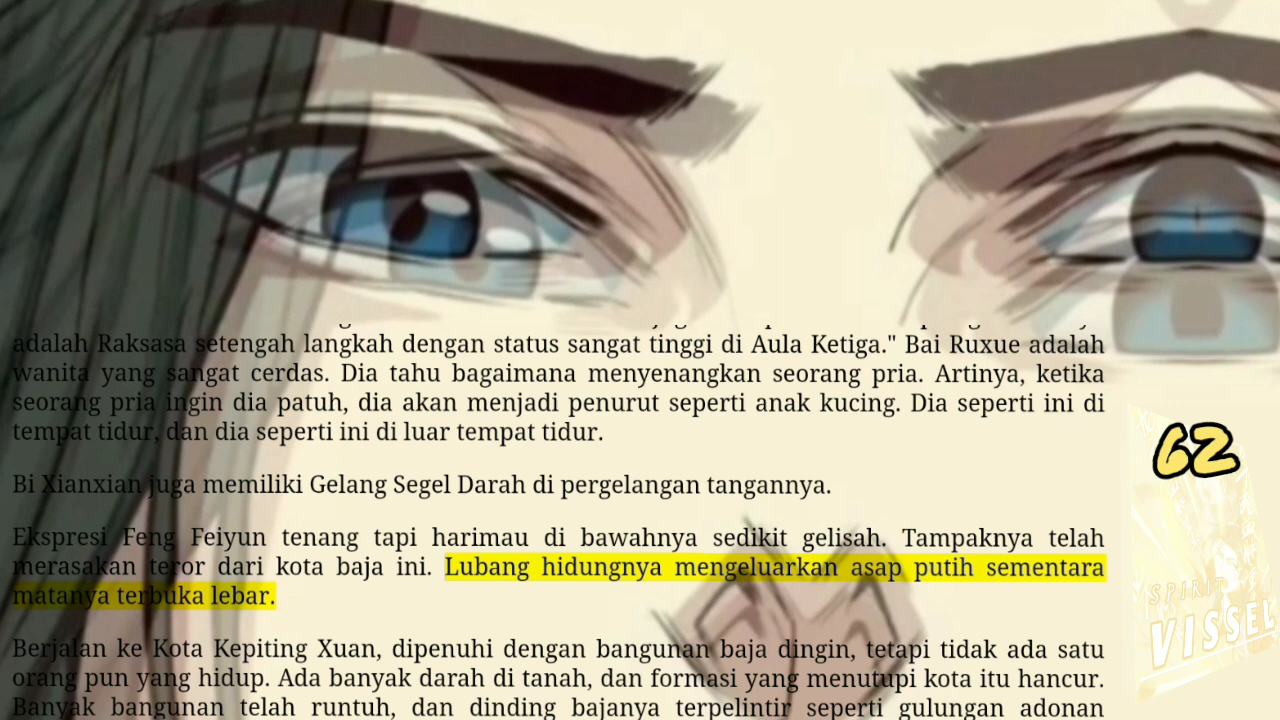 adalah Raksasa setengah langkah dengan status sangat tinggi di Aula Ketiga." Bai Ruxue adalah
wanita yang sangat cerdas. Dia tahu bagaimana menyenangkan seorang pria. Artinya, ketika
seorang pria ingin dia patuh, dia akan menjadi penurut seperti anak kucing. Dia seperti ini di
tempat tidur, dan dia seperti ini di luar tempat tidur.
Bi Xianxian juga memiliki Gelang Segel Darah di pergelangan tangannya.
Ekspresi Feng Feiyun tenang tapi harimau di bawahnya sedikit gelisah. Tampaknya telah
merasakan teror dari kota baja ini. Lubang hidungnya mengeluarkan asap putih sementara
matanya terbuka lebar.
Berjalan ke Kota Kepiting Xuan, dipenuhi dengan bangunan baja dingin, tetapi tidak ada satu
orang pun yang hidup. Ada banyak darah di tanah, dan formasi yang menutupi kota itu hancur.
Banyak bangunan telah runtuh, dan dinding bajanya terpelintir seperti gulungan adonan
62
SPIRIT
VISSEL